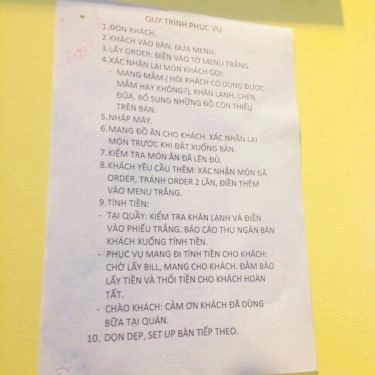 QUY TRÌNH PHỤC VỤ
1. ĐÓN KHÁCH.
2. KHÁCH VÀO BÀN: ĐƯA MENU.
3. LẤY ORDER: ĐIỀN VÀO TỜ MENU TRẮNG.
4. XÁC NHẬN LẠI MÓN KHÁCH GỌI.
- MANG MẮM ( HỎI KHÁCH CÓ DỤNG ĐƯỢC
MẮM HAY KHÔNG?), KHĂN LẠNH, CHÉN
ĐŨA, BỔ SUNG NHỮNG ĐỒ CÒN THIẾU
TRÊN BÀN.
5. NHẬP MÁY.
6. MANG ĐỒ ĂN CHO KHÁCH. XÁC NHẬN LẠI
MÓN TRƯỚC KHI ĐẶT XUỐNG BÀN.
7. KIỂM TRA MÓN ĂN ĐÃ LÊN ĐỦ.
8. KHÁCH YÊU CẦU THÊM: XÁC NHẬN MÓN ĐÃ
ORDER, TRÁNH ORDER 2 LẦN, ĐIỀN THÊM
VÀO MENU TRẮNG.
9. TÍNH TIỀN:
- TẠI QUẦY: KIỂM TRA KHĂN LẠNH VÀ ĐIỀN
VÀO PHIẾU TRẮNG. BÁO CÁO THU NGÂN BÀN
KHÁCH XUỐNG TÍNH TIỀN.
- PHỤC VỤ MANG ĐI TÍNH TIỀN CHO KHÁCH:
CHỜ LẤY BILL, MANG CHO KHÁCH. ĐẢM BẢO
LẤY TIỀN VÀ THỐI TIỀN CHO KHÁCH HOÀN
TẤT.
- CHÀO KHÁCH: CẢM ƠN KHÁCH ĐÃ DÙNG
BỮA TẠI QUÁN.
10. DỌN DẸP, SET UP BÀN TIẾP THEO.